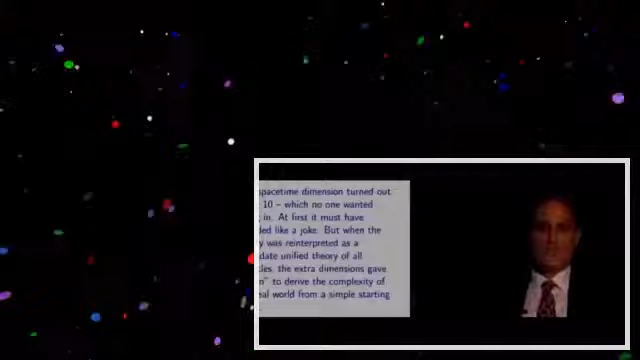 spacetime dimension turned out
10 – which no one wanted
in. At first it must have
led like a joke. But when the
y was reinterpreted as a
date unified theory of all
cles, the extra dimensions gave
m" to derive the complexity of
eal world from a simple starting